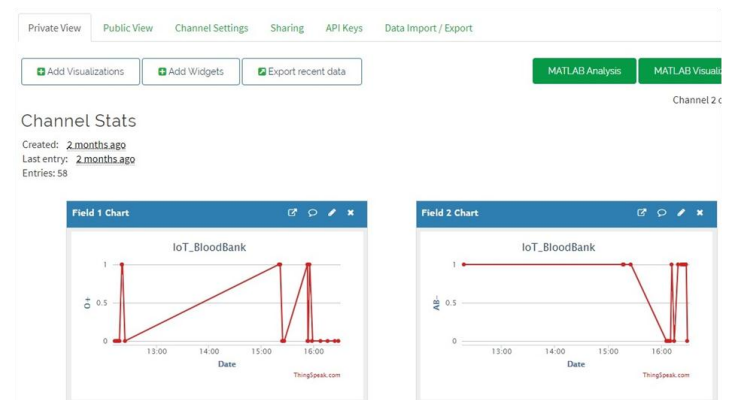 Private View Public View Channel Settings Sharing API Keys Data Import / Export
Add Visualizations Add Widgets Export recent data MATLAB Analysis MATLAB Visuali
Channel 2 o
Channel Stats
Created: 2 months ago
Last entry: 2 months ago
Entries: 58
Field 1 Chart
IoT_BloodBank
O+
1
0.5
0
13:00 14:00 15:00 16:00
Date
ThingSpeak.com
Field 2 Chart
IoT_BloodBank
AB-
1
0.5
0
13:00 14:00 15:00 16:00
Date
ThingSpeak.com